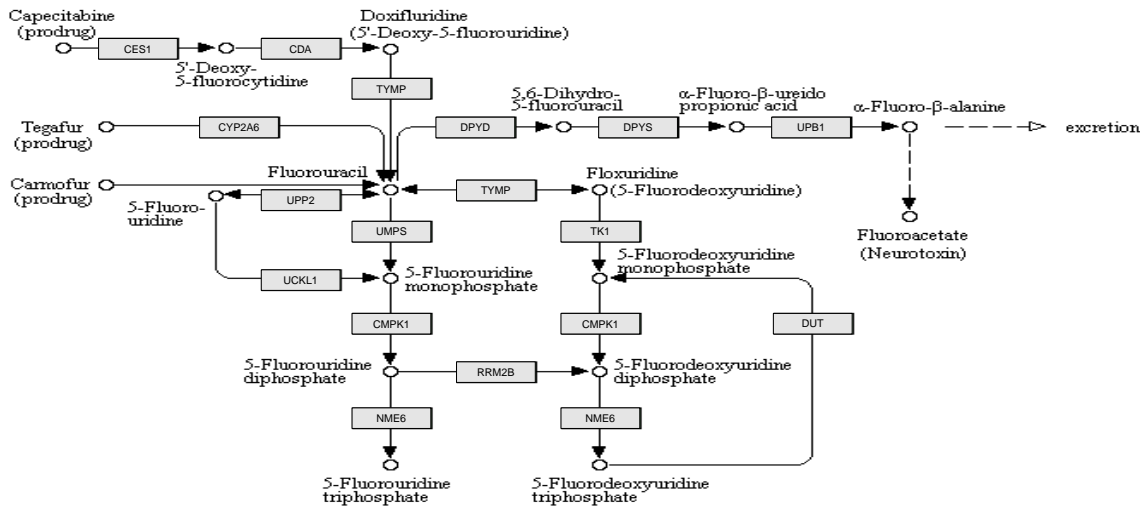 Capecitabine
(prodrug)
Doxifluridine
(5'-Deoxy-5-fluorouridine)
CES1
CDA
5'-Deoxy-
5-fluorocytidine
TYMP
5,6-Dihydro-
5-fluorouracil
α-Fluoro-β-ureido
propionic acid
α-Fluoro-β-alanine
Tegafur
(prodrug)
CYP2A6
DPYD
DPYS
UPB1
excretion
Fluorouracil
Carmofur
(prodrug)
TYMP
Floxuridine
(5-Fluorodeoxyuridine)
5-Fluoro-
uridine
UPP2
UMPS
TK1
Fluoroacetate
(Neurotoxin)
UCKL1
5-Fluorouridine
monophosphate
5-Fluorodeoxyuridine
monophosphate
CMPK1
CMPK1
DUT
5-Fluorouridine
diphosphate
RRM2B
5-Fluorodeoxyuridine
diphosphate
NME6
NME6
5-Fluorouridine
triphosphate
5-Fluorodeoxyuridine
triphosphate